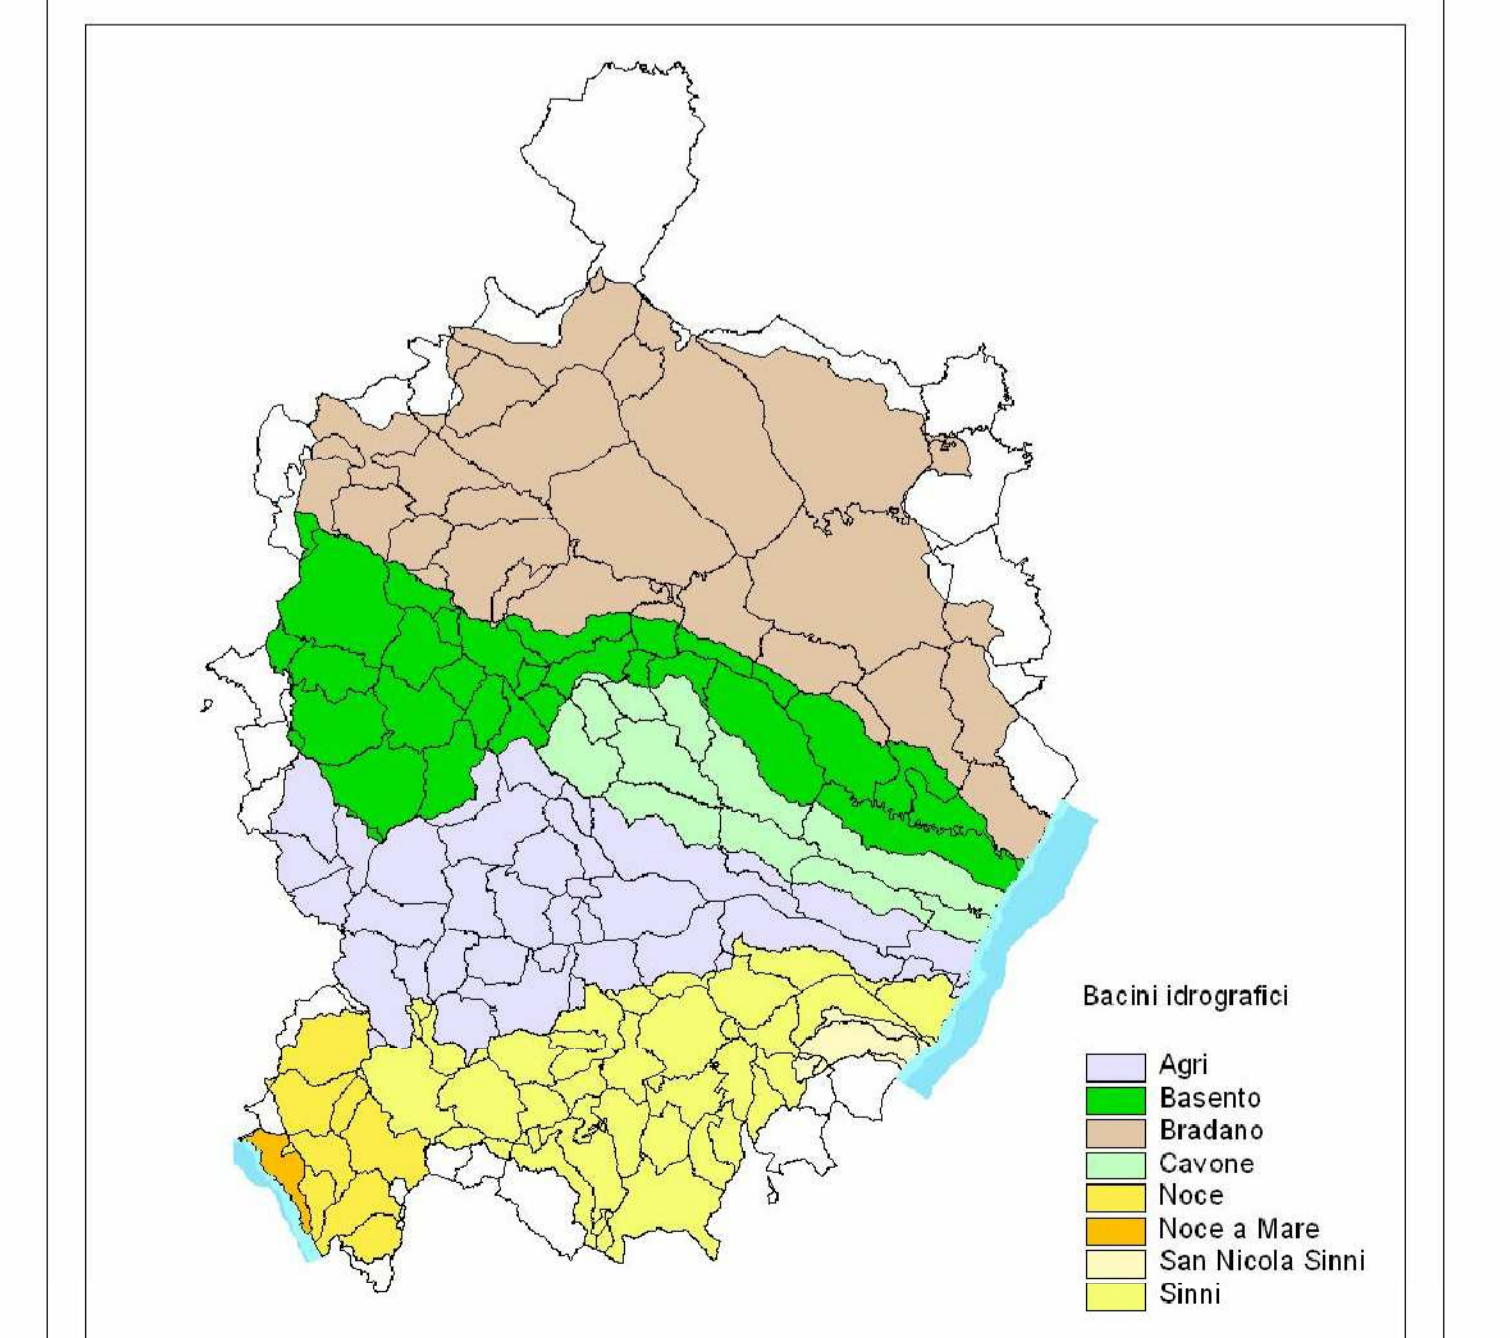 Bacini idrografici
Agri
Basento
Bradano
Cavone
Noce
Noce a Mare
San Nicola Sinni
Sinni